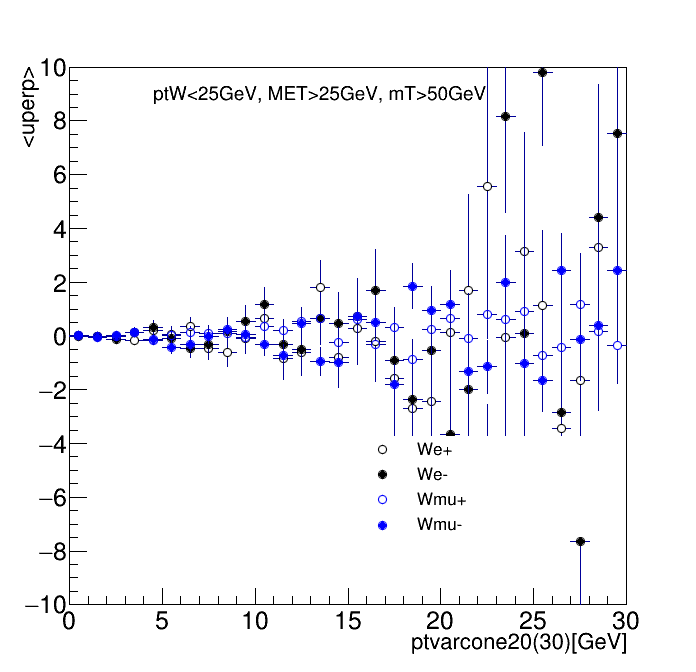 <uperp>
ptW<25GeV, MET>25GeV, mT>50GeV
10
8
6
4
2
0
−2
−4
−6
−8
−10
We+
We-
Wmu+
Wmu-
0 5 10 15 20 25 30
ptvarcone20(30)[GeV]